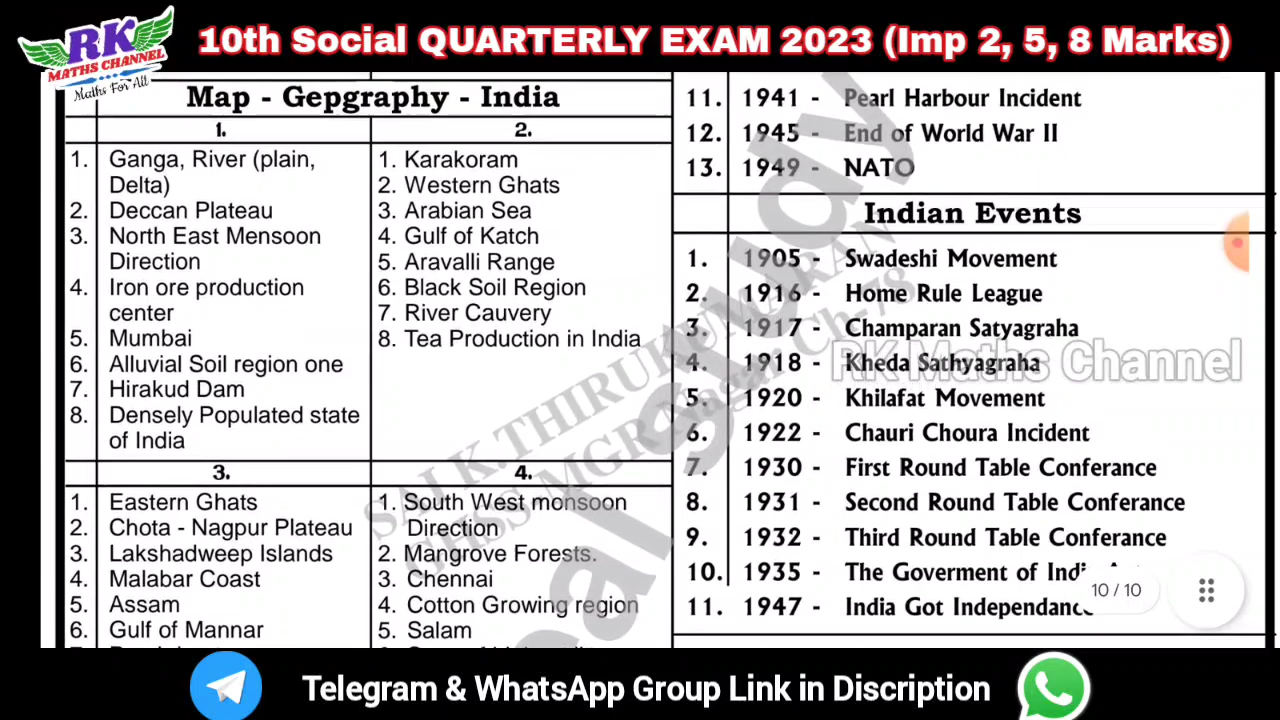 RK
MATHS CHANNEL
Maths For All
10th Social QUARTERLY EXAM 2023 (Imp 2, 5, 8 Marks)
Map - Gepgraphy - India
1.
1. Ganga, River (plain,
Delta)
2. Deccan Plateau
3. North East Mensoon
Direction
4. Iron ore production
center
5. Mumbai
6. Alluvial Soil region one
7. Hirakud Dam
8. Densely Populated state
of India
2.
1. Karakoram
2. Western Ghats
3. Arabian Sea
4. Gulf of Katch
5. Aravalli Range
6. Black Soil Region
7. River Cauvery
8. Tea Production in India
3.
1. Eastern Ghats
2. Chota - Nagpur Plateau
3. Lakshadweep Islands
4. Malabar Coast
5. Assam
6. Gulf of Mannar
4.
1. South West monsoon
Direction
2. Mangrove Forests.
3. Chennai
4. Cotton Growing region
5. Salam
11. 1941 - Pearl Harbour Incident
12. 1945 - End of World War II
13. 1949 - NATO
Indian Events
1. 1905 - Swadeshi Movement
2. 1916 - Home Rule League
3. 1917 - Champaran Satyagraha
4. 1918 - Kheda Sathyagraha
5. 1920 - Khilafat Movement
6. 1922 - Chauri Choura Incident
7. 1930 - First Round Table Conferance
8. 1931 - Second Round Table Conferance
9. 1932 - Third Round Table Conferance
10. 1935 - The Goverment of India
11. 1947 - India Got Independance
RK Maths Channel
10 / 10
Telegram & WhatsApp Group Link in Discription